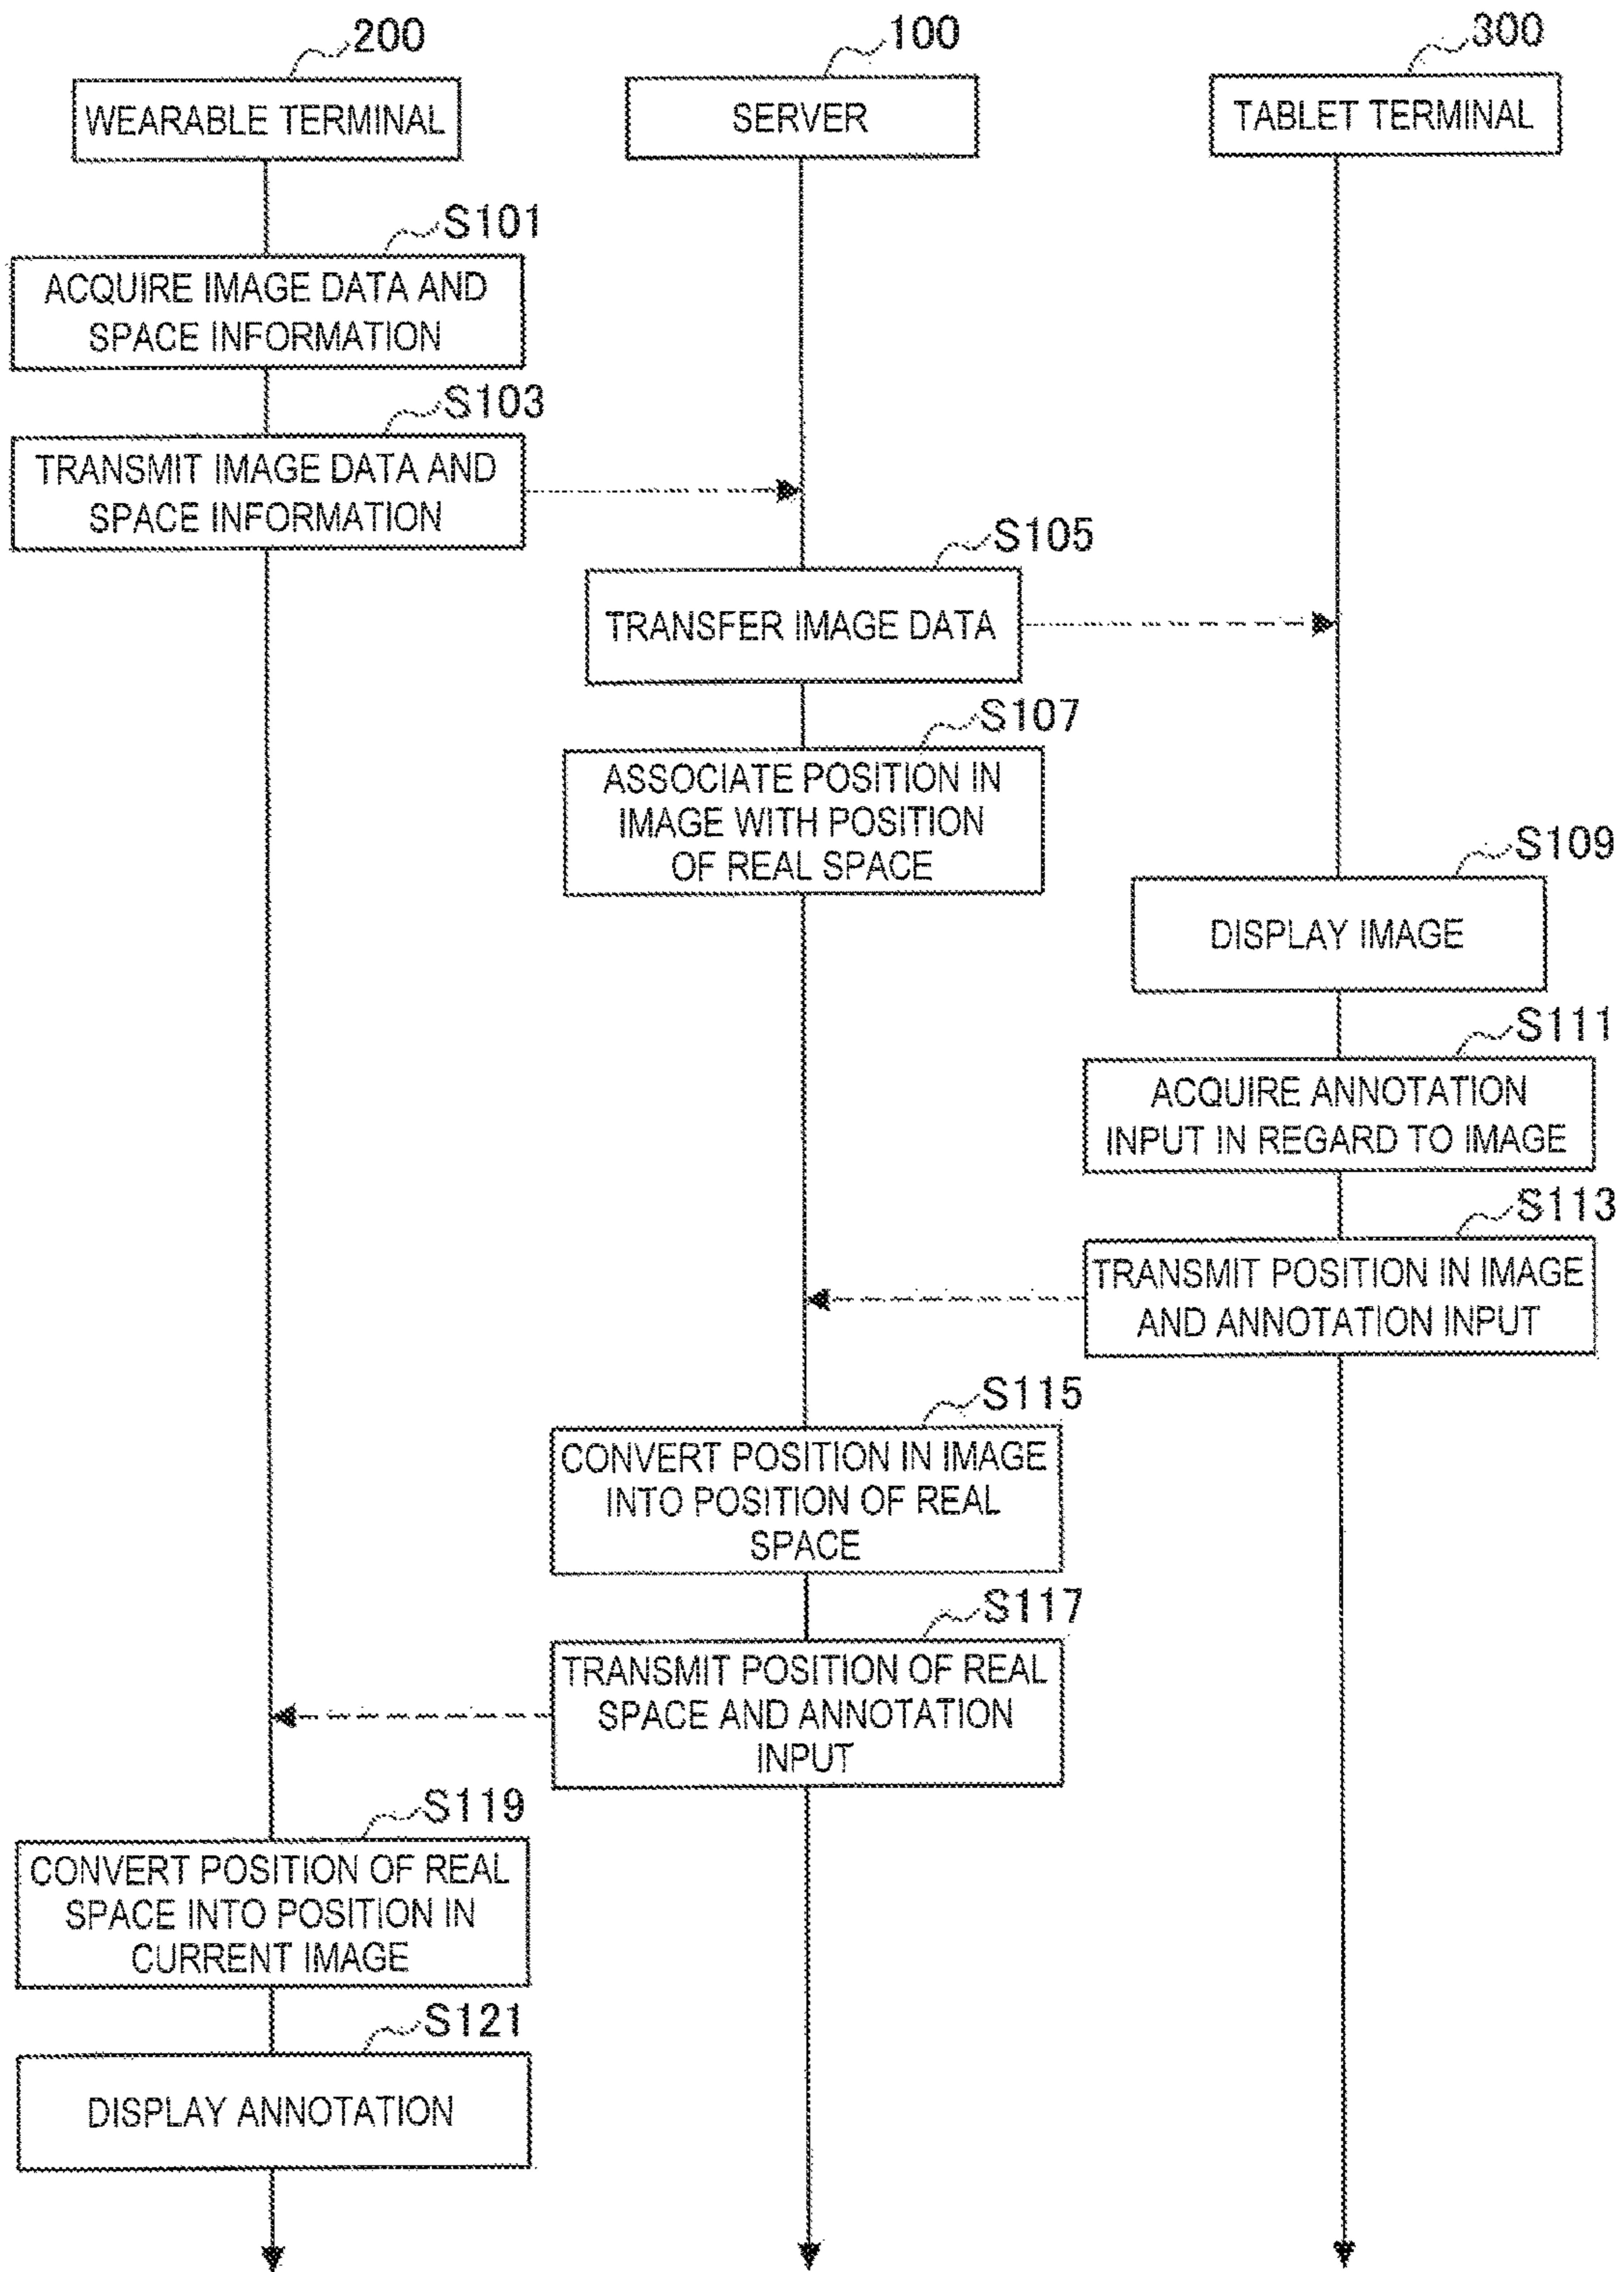 200
100
300
WEARABLE TERMINAL
SERVER
TABLET TERMINAL
S101
ACQUIRE IMAGE DATA AND
SPACE INFORMATION
S103
TRANSMIT IMAGE DATA AND
SPACE INFORMATION
S105
TRANSFER IMAGE DATA
S107
ASSOCIATE POSITION IN
IMAGE WITH POSITION
OF REAL SPACE
S109
DISPLAY IMAGE
S111
ACQUIRE ANNOTATION
INPUT IN REGARD TO IMAGE
S113
TRANSMIT POSITION IN IMAGE
AND ANNOTATION INPUT
S115
CONVERT POSITION IN IMAGE
INTO POSITION OF REAL
SPACE
S117
TRANSMIT POSITION OF REAL
SPACE AND ANNOTATION
INPUT
S119
CONVERT POSITION OF REAL
SPACE INTO POSITION IN
CURRENT IMAGE
S121
DISPLAY ANNOTATION